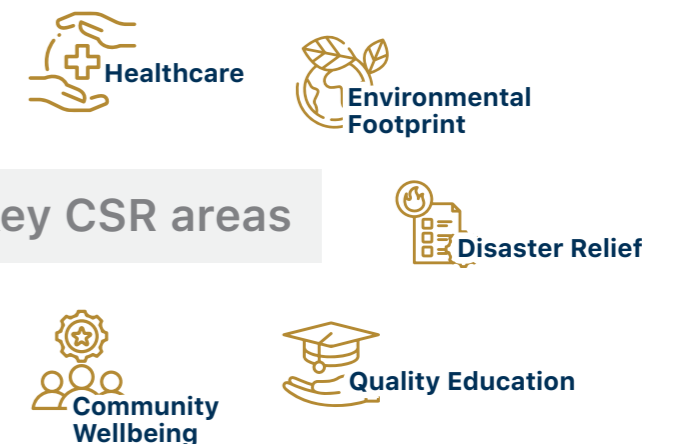 Healthcare
Environmental
Footprint
ey CSR areas
Disaster Relief
Quality Education
Community
Wellbeing